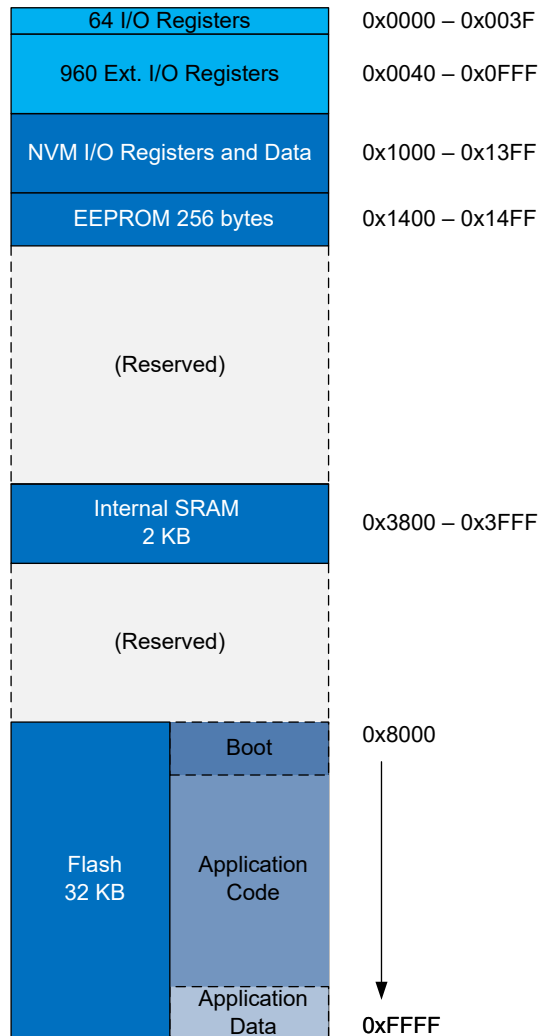 64 I/O Registers 0x0000 – 0x003F
960 Ext. I/O Registers 0x0040 – 0x0FFF
NVM I/O Registers and Data 0x1000 – 0x13FF
EEPROM 256 bytes 0x1400 – 0x14FF
(Reserved)
Internal SRAM
2 KB
0x3800 – 0x3FFF
(Reserved)
Boot 0x8000
Flash
32 KB
Application
Code
Application
Data
0xFFFF